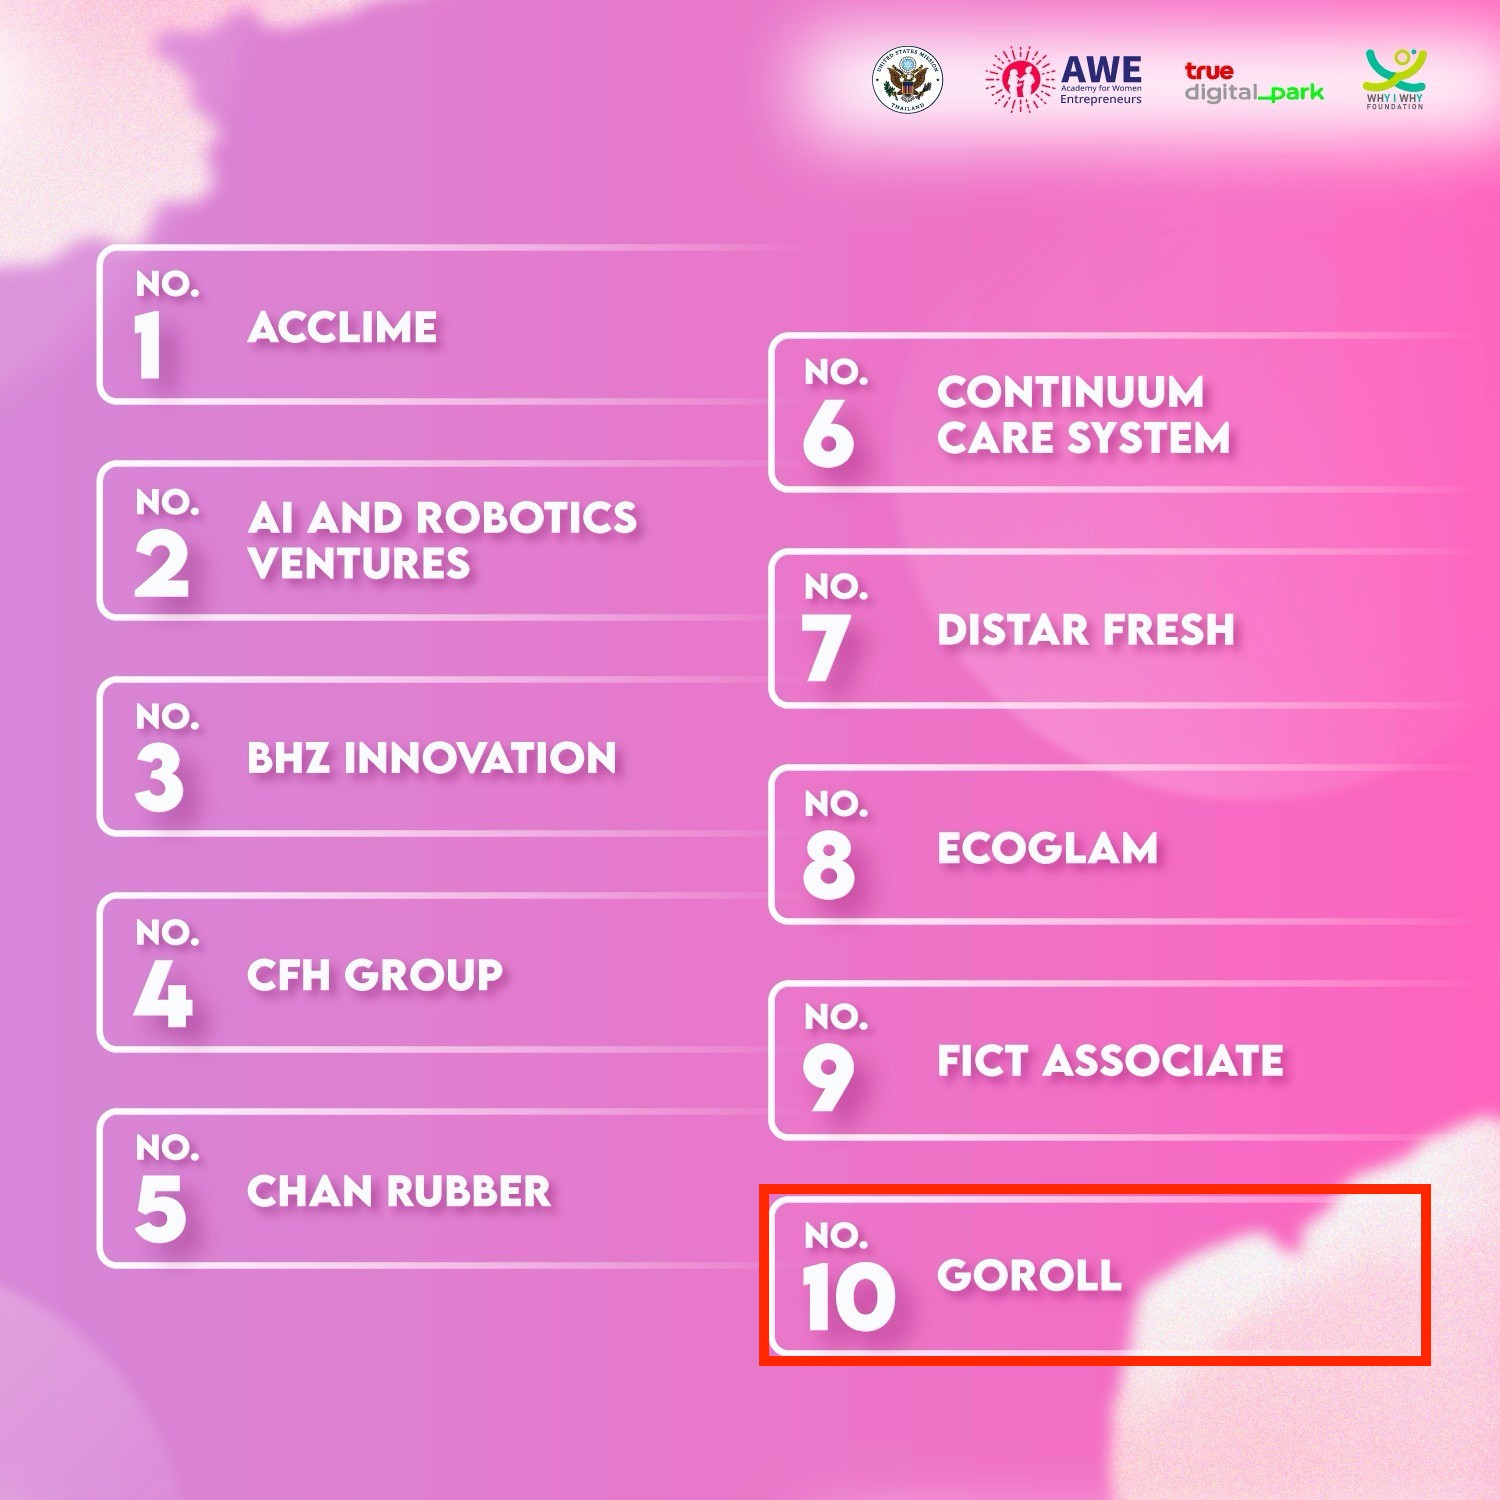 UNITED STATES MISSION
THAILAND
AWE
Academy for Women
Entrepreneurs
true
digital_park
WHY I WHY
FOUNDATION
NO.
1
ACCLIME
NO.
2
AI AND ROBOTICS
VENTURES
NO.
3
BHZ INNOVATION
NO.
4
CFH GROUP
NO.
5
CHAN RUBBER
NO.
6
CONTINUUM
CARE SYSTEM
NO.
7
DISTAR FRESH
NO.
8
ECOGLAM
NO.
9
FICT ASSOCIATE
NO.
10
GOROLL